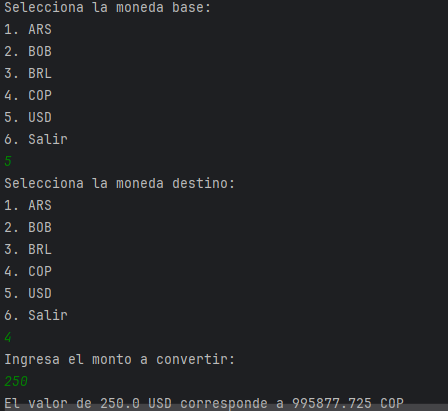 Selecciona la moneda base:
1. ARS
2. BOB
3. BRL
4. COP
5. USD
6. Salir
5
Selecciona la moneda destino:
1. ARS
2. BOB
3. BRL
4. COP
5. USD
6. Salir
4
Ingresa el monto a convertir:
250
El valor de 250.0 USD corresponde a 995877.725 COP